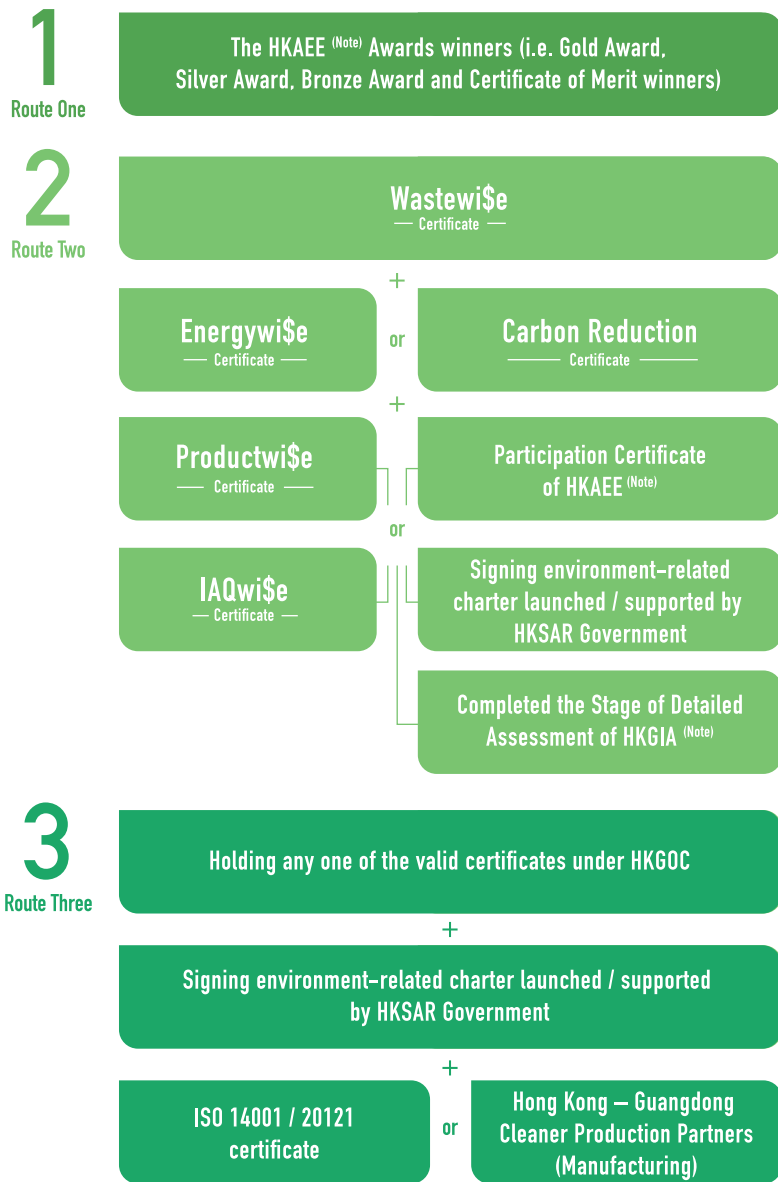 1
Route One
The HKAEE (Note) Awards winners (i.e. Gold Award,
Silver Award, Bronze Award and Certificate of Merit winners)
2
Route Two
Wastewi$e
Certificate
+
Energywi$e
Certificate
or
Carbon Reduction
Certificate
+
Productwi$e
Certificate
Participation Certificate
of HKAEE (Note)
or
IAQwi$e
Certificate
Signing environment-related
charter launched / supported by
HKSAR Government
Completed the Stage of Detailed
Assessment of HKGIA (Note)
3
Route Three
Holding any one of the valid certificates under HKGOC
+
Signing environment-related charter launched / supported
by HKSAR Government
+
ISO 14001 / 20121
certificate
or
Hong Kong – Guangdong
Cleaner Production Partners
(Manufacturing)